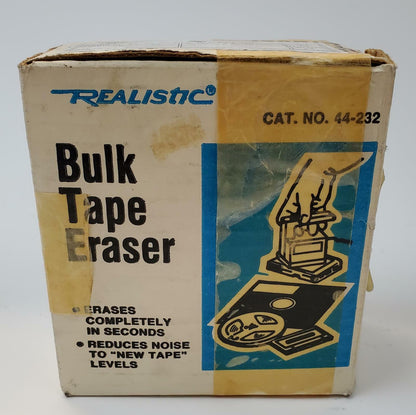 REALISTIC®
CAT. NO. 44-232
Bulk
Tape
Eraser
• ERASES
COMPLETELY
IN SECONDS
• REDUCES NOISE
TO "NEW TAPE"
LEVELS